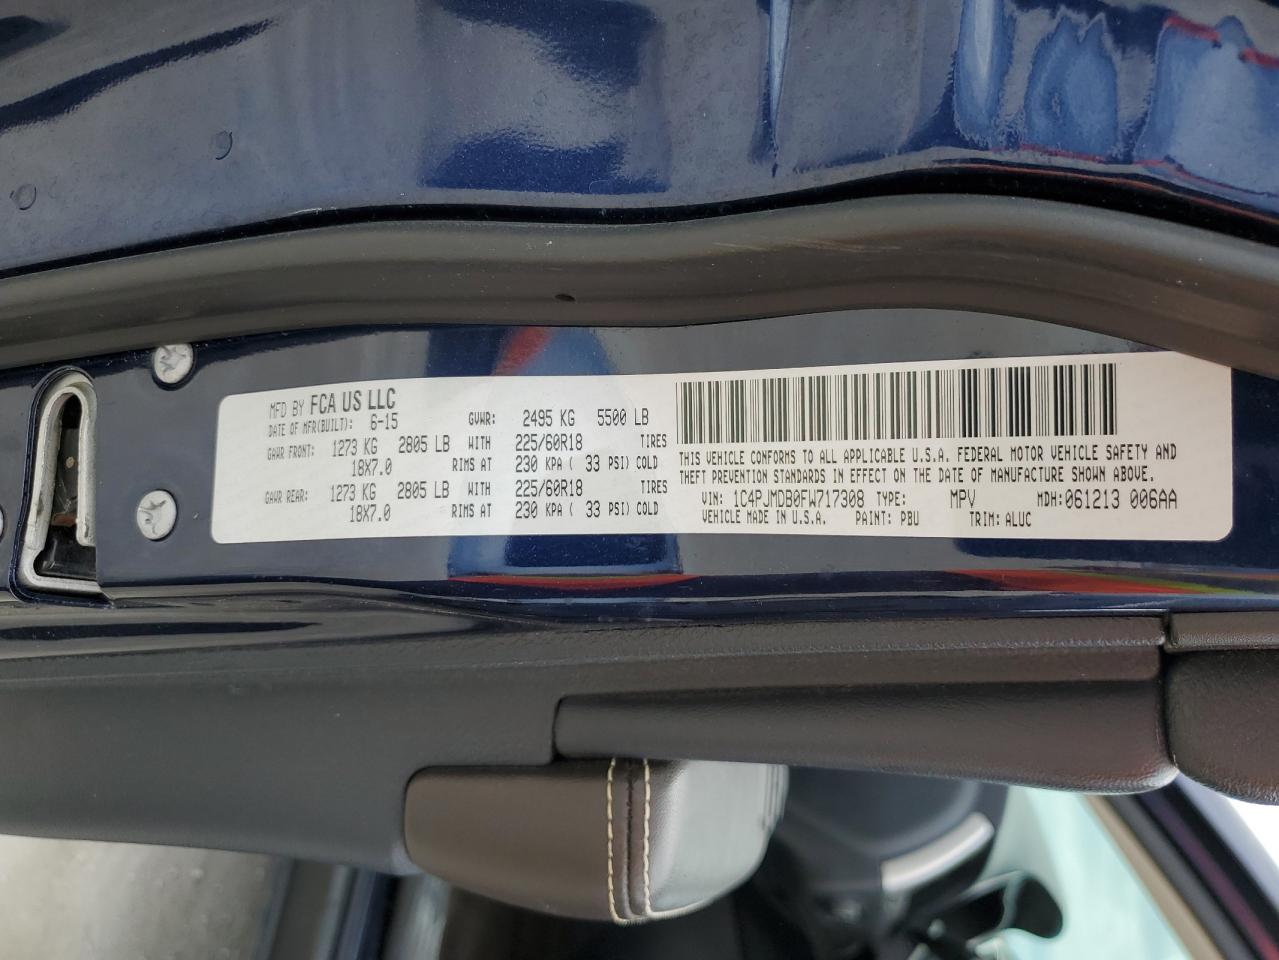 MFD BY FCA US LLC
DATE OF MFR(BUILT): 6-15 GVWR: 2495 KG 5500 LB
GAWR FRONT: 1273 KG 2805 LB WITH 225/60R18 TIRES
18X7.0 RIMS AT 230 KPA ( 33 PSI) COLD
GAWR REAR: 1273 KG 2805 LB WITH 225/60R18 TIRES
18X7.0 RIMS AT 230 KPA ( 33 PSI) COLD
THIS VEHICLE CONFORMS TO ALL APPLICABLE U.S.A. FEDERAL MOTOR VEHICLE SAFETY AND
THEFT PREVENTION STANDARDS IN EFFECT ON THE DATE OF MANUFACTURE SHOWN ABOVE.
VIN: 1C4PJMDB0FW717308 TYPE: MPV MDH: 061213 006AA
VEHICLE MADE IN U.S.A. PAINT: PBU TRIM: ALUC